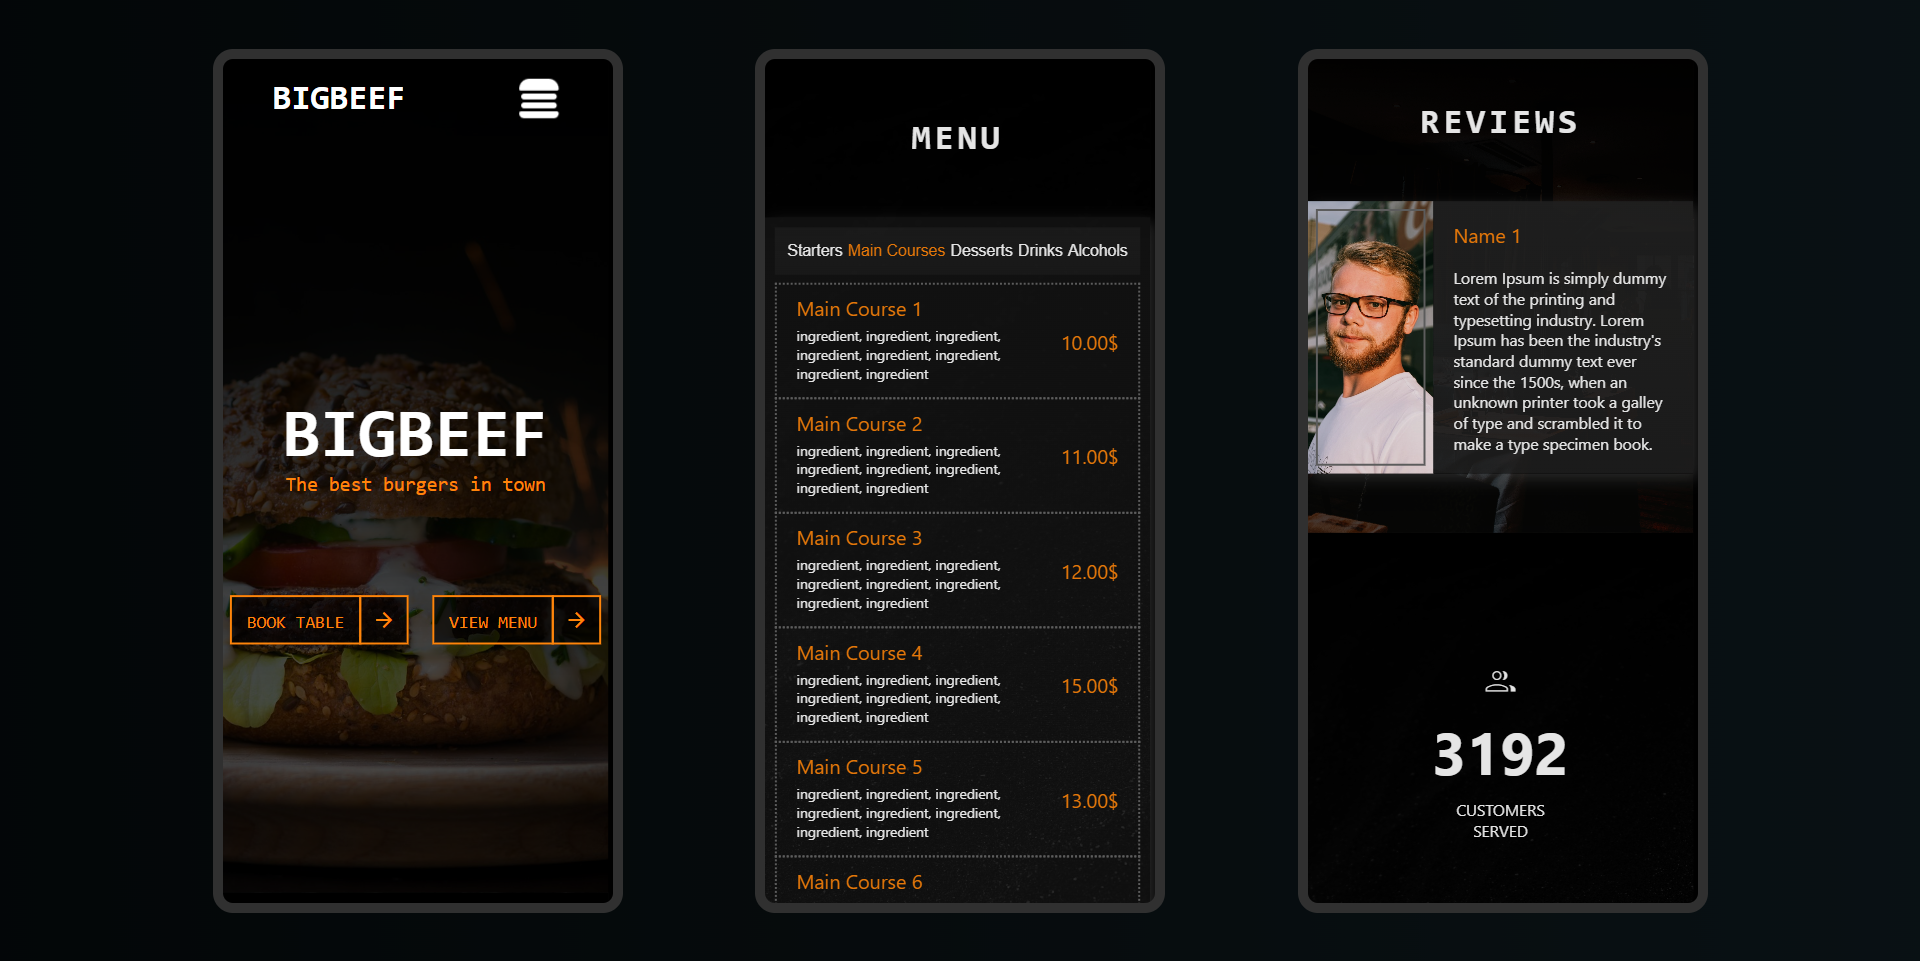 BIGBEEF
BIGBEEF
The best burgers in town
BOOK TABLE
VIEW MENU
MENU
Starters Main Courses Desserts Drinks Alcohols
Main Course 1
ingredient, ingredient, ingredient,
ingredient, ingredient, ingredient,
ingredient, ingredient
10.00$
Main Course 2
ingredient, ingredient, ingredient,
ingredient, ingredient, ingredient,
ingredient, ingredient
11.00$
Main Course 3
ingredient, ingredient, ingredient,
ingredient, ingredient, ingredient,
ingredient, ingredient
12.00$
Main Course 4
ingredient, ingredient, ingredient,
ingredient, ingredient, ingredient,
ingredient, ingredient
15.00$
Main Course 5
ingredient, ingredient, ingredient,
ingredient, ingredient, ingredient,
ingredient, ingredient
13.00$
Main Course 6
REVIEWS
Name 1
Lorem Ipsum is simply dummy
text of the printing and
typesetting industry. Lorem
Ipsum has been the industry's
standard dummy text ever
since the 1500s, when an
unknown printer took a galley
of type and scrambled it to
make a type specimen book.
3192
CUSTOMERS
SERVED